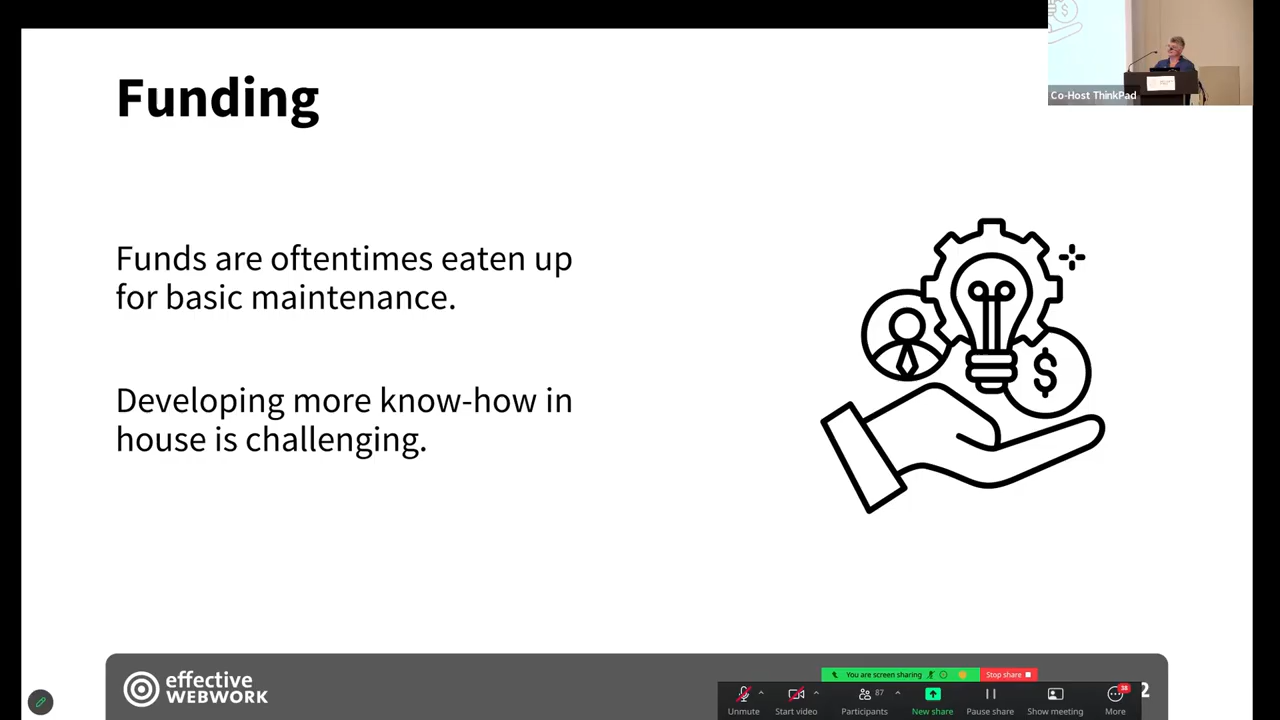 Funding
Co-Host ThinkPad
Funds are oftentimes eaten up
for basic maintenance.
$
Developing more know-how in
house is challenging.
effective
WEBWORK
You are screen sharing
Stop share
2
87
38
Unmute
Start video
Participants
New share
Pause share
Show meeting
More